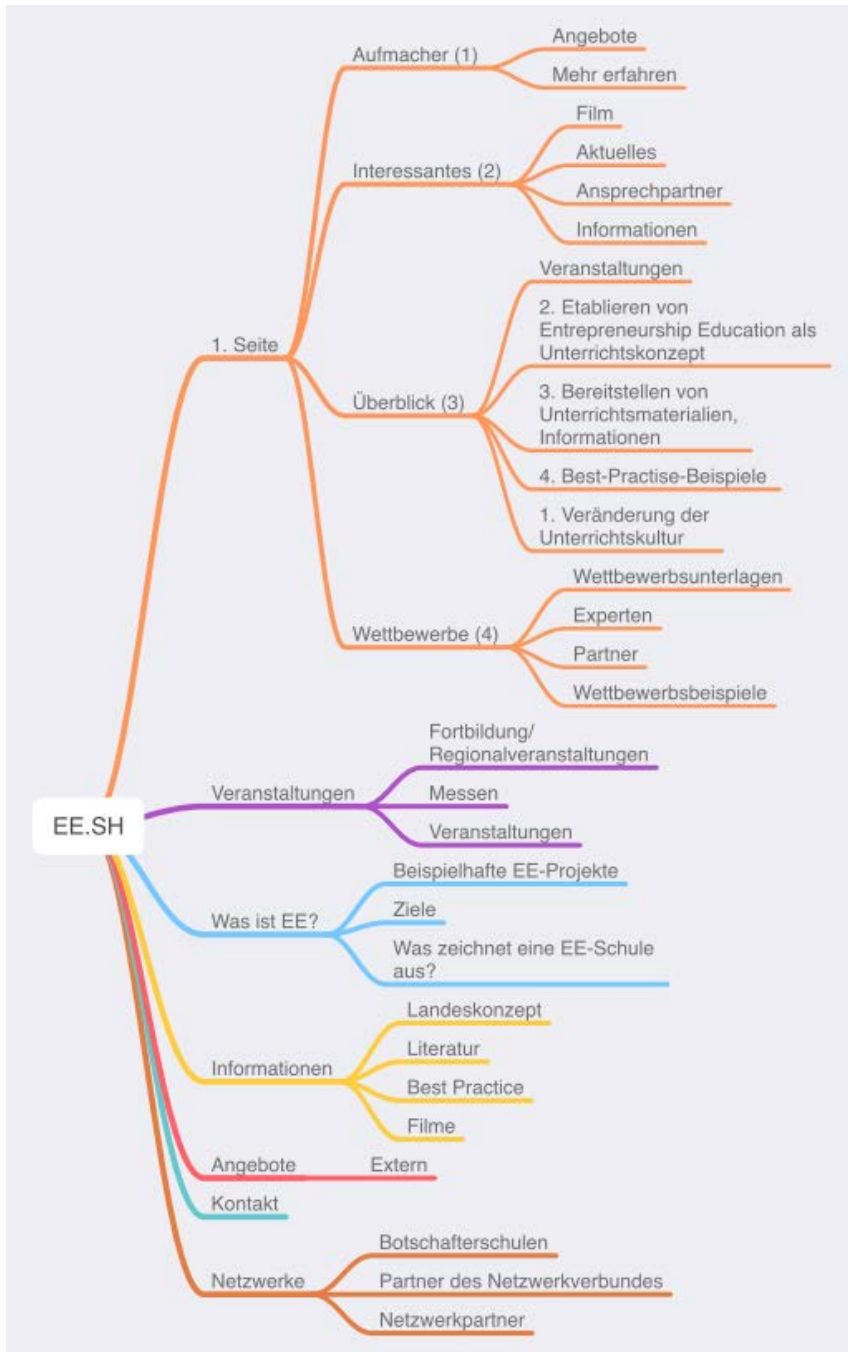 Aufmacher (1)
Angebote
Mehr erfahren
Interessantes (2)
Film
Aktuelles
Ansprechpartner
Informationen
1. Seite
Überblick (3)
Veranstaltungen
2. Etablieren von
Entrepreneurship Education als
Unterrichtskonzept
3. Bereitstellen von
Unterrichtsmaterialien,
Informationen
4. Best-Practise-Beispiele
1. Veränderung der
Unterrichtskultur
Wettbewerbe (4)
Wettbewerbsunterlagen
Experten
Partner
Wettbewerbsbeispiele
EE.SH
Veranstaltungen
Fortbildung/
Regionalveranstaltungen
Messen
Veranstaltungen
Was ist EE?
Beispielhafte EE-Projekte
Ziele
Was zeichnet eine EE-Schule
aus?
Informationen
Landeskonzept
Literatur
Best Practice
Filme
Angebote
Extern
Kontakt
Netzwerke
Botschafterschulen
Partner des Netzwerkverbundes
Netzwerkpartner